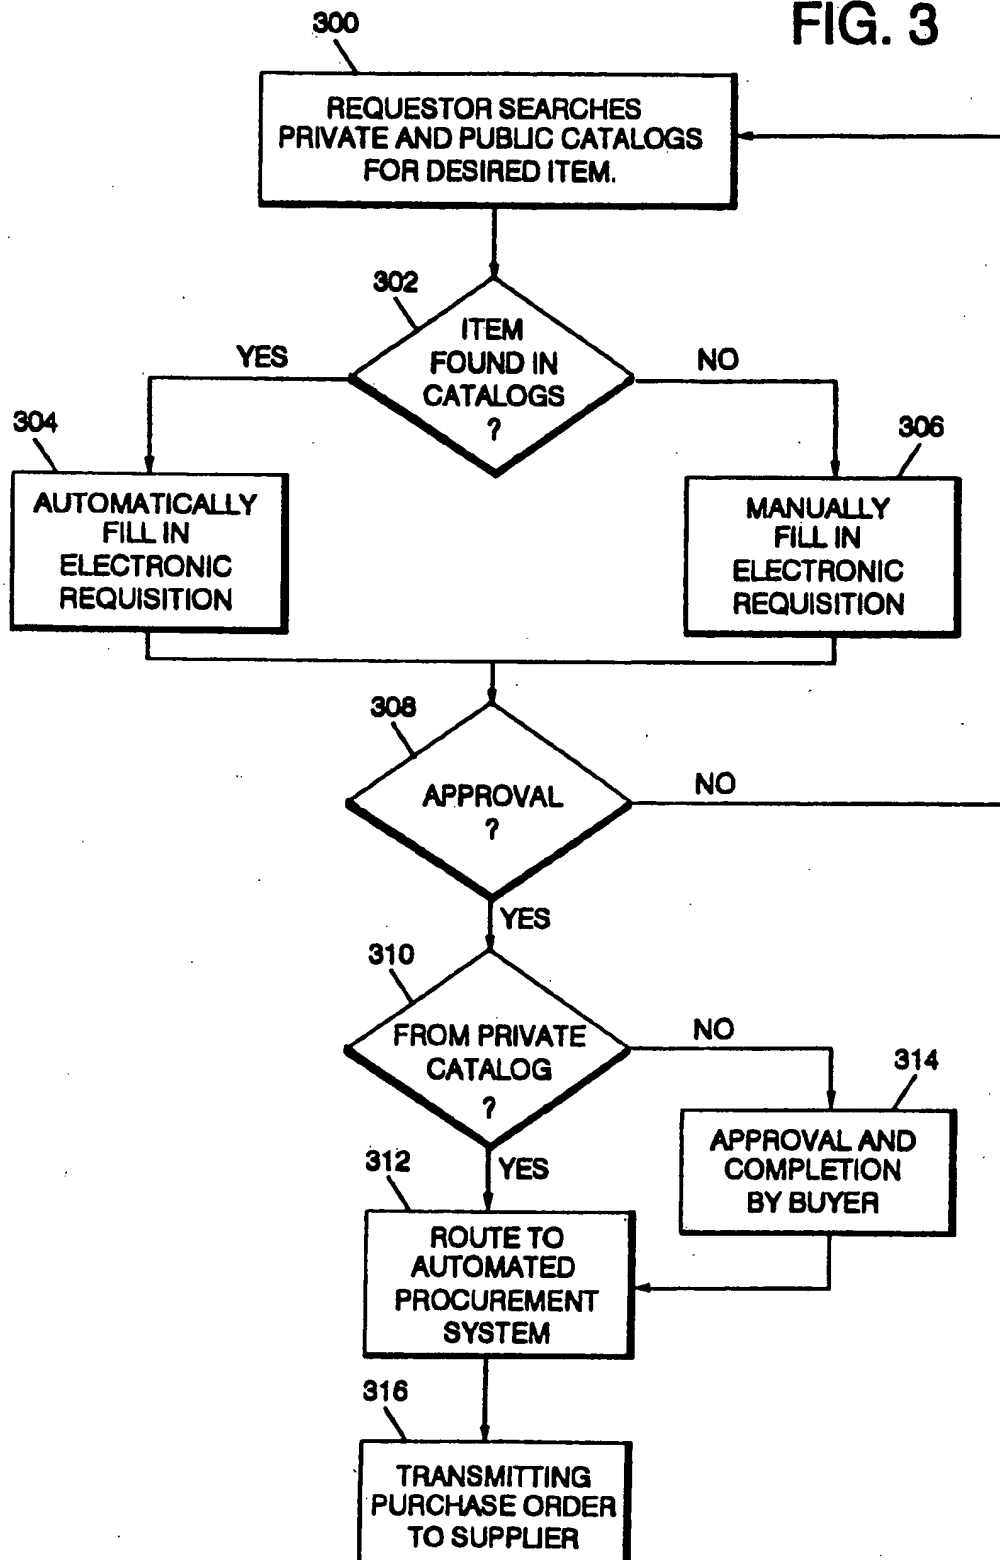 FIG. 3
300
REQUESTOR SEARCHES
PRIVATE AND PUBLIC CATALOGS
FOR DESIRED ITEM.
302
ITEM
FOUND IN
CATALOGS
?
YES
NO
304
AUTOMATICALLY
FILL IN
ELECTRONIC
REQUISITION
306
MANUALLY
FILL IN
ELECTRONIC
REQUISITION
308
APPROVAL
?
NO
YES
310
FROM PRIVATE
CATALOG
?
NO
314
APPROVAL AND
COMPLETION
BY BUYER
YES
312
ROUTE TO
AUTOMATED
PROCUREMENT
SYSTEM
316
TRANSMITTING
PURCHASE ORDER
TO SUPPLIER